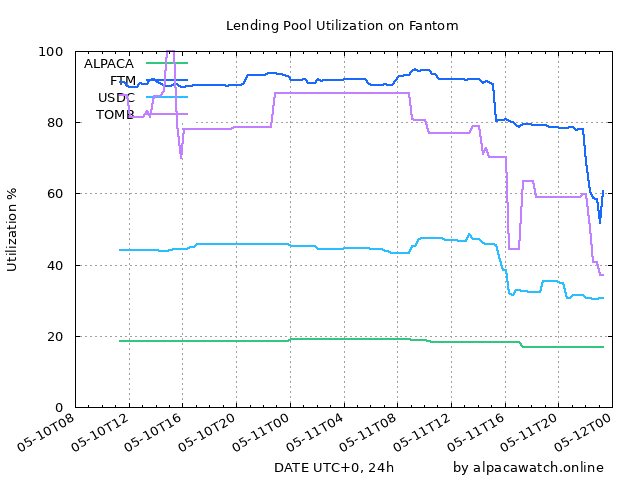 Lending Pool Utilization on Fantom
Utilization %
100
80
60
40
20
0
ALPACA
FTM
USDC
TOMB
05-10T08
05-10T12
05-10T16
05-10T20
05-11T00
05-11T04
05-11T08
05-11T12
05-11T16
05-11T20
05-12T00
DATE UTC+0, 24h
by alpacawatch.online